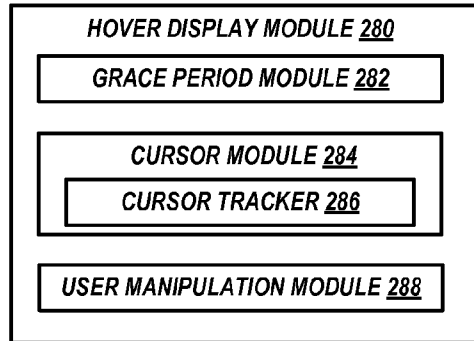 HOVER DISPLAY MODULE 280
GRACE PERIOD MODULE 282
CURSOR MODULE 284
CURSOR TRACKER 286
USER MANIPULATION MODULE 288